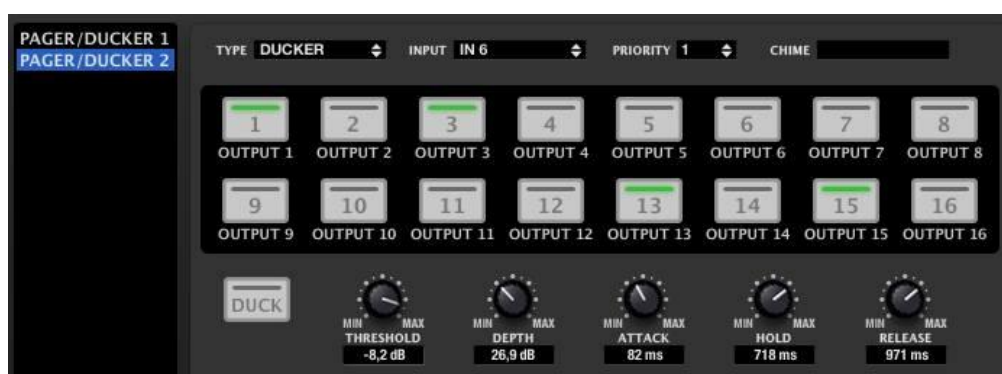 PAGER/DUCKER 1
PAGER/DUCKER 2
TYPE DUCKER INPUT IN 6 PRIORITY 1 CHIME
1 2 3 4 5 6 7 8
OUTPUT 1 OUTPUT 2 OUTPUT 3 OUTPUT 4 OUTPUT 5 OUTPUT 6 OUTPUT 7 OUTPUT 8
9 10 11 12 13 14 15 16
OUTPUT 9 OUTPUT 10 OUTPUT 11 OUTPUT 12 OUTPUT 13 OUTPUT 14 OUTPUT 15 OUTPUT 16
DUCK
MIN MAX MIN MAX MIN MAX MIN MAX MIN MAX
THRESHOLD DEPTH ATTACK HOLD RELEASE
-8,2 dB 26,9 dB 82 ms 718 ms 971 ms